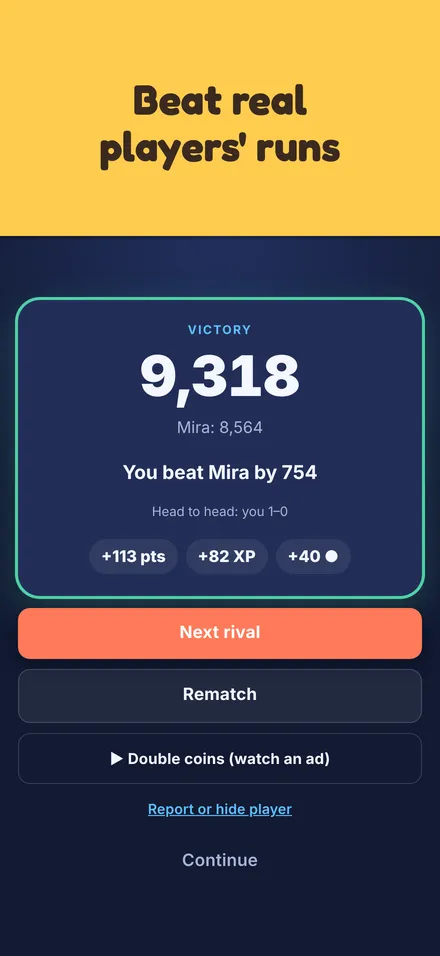 Beat real
players' runs
VICTORY
9,318
Mira: 8,564
You beat Mira by 754
Head to head: you 1–0
+113 pts +82 XP +40
Next rival
Rematch
▶ Double coins (watch an ad)
Report or hide player
Continue